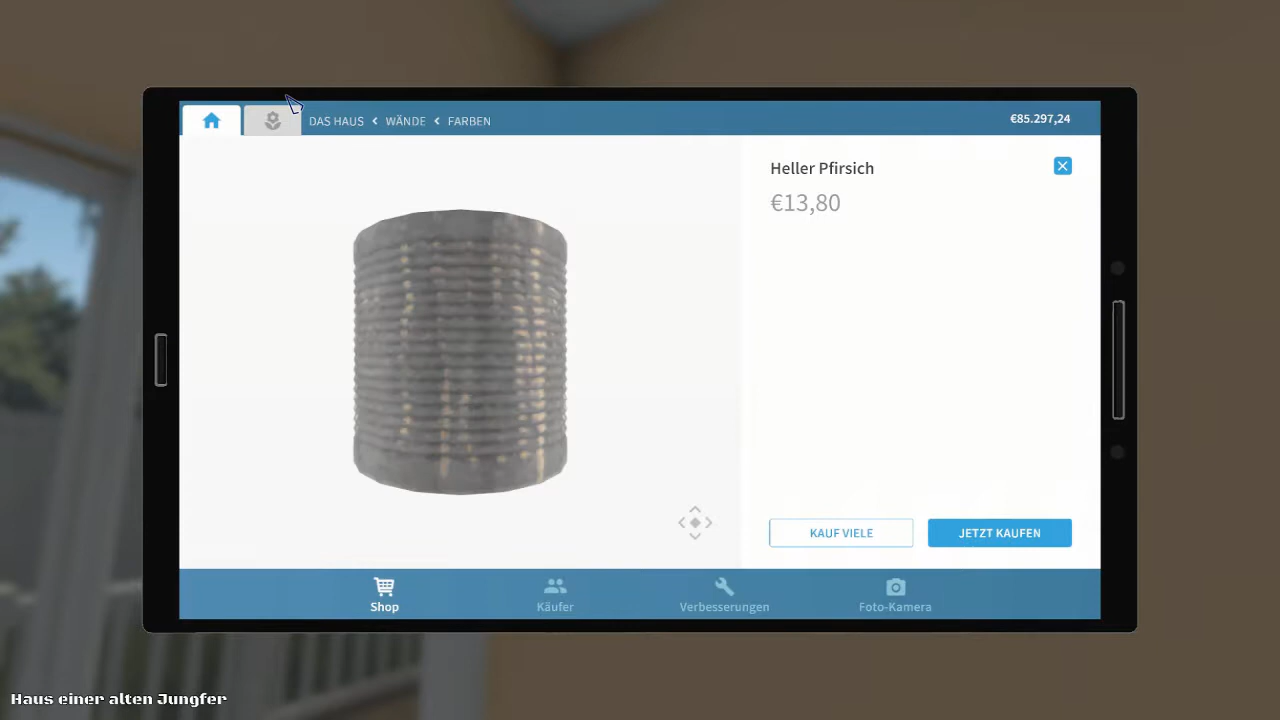 DAS HAUS < WÄNDE < FARBEN
€85.297,24
Heller Pfirsich
€13,80
KAUF VIELE
JETZT KAUFEN
Shop
Käufer
Verbesserungen
Foto-Kamera
Haus einer alten Jungfer